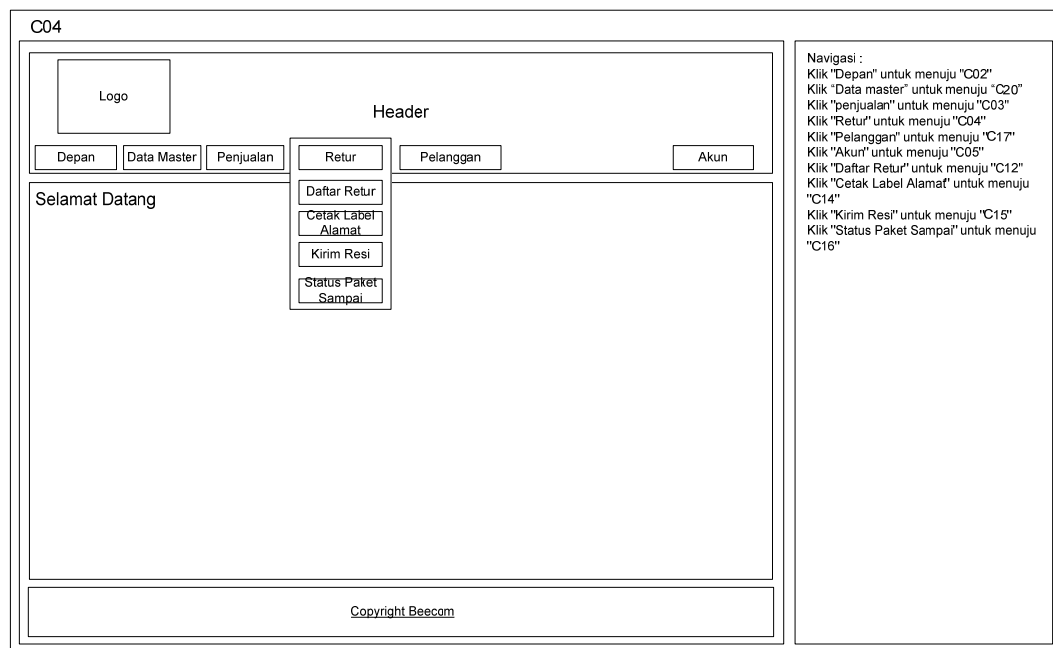 C04
Logo
Header
Depan
Data Master
Penjualan
Retur
Pelanggan
Akun
Daftar Retur
Cetak Label
Alamat
Kirim Resi
Status Paket
Sampai
Selamat Datang
Copyright Beecom
Navigasi :
Klik "Depan" untuk menuju "C02"
Klik “Data master” untuk menuju “C20”
Klik "penjualan" untuk menuju "C03"
Klik "Retur" untuk menuju "C04"
Klik "Pelanggan" untuk menuju "C17"
Klik "Akun" untuk menuju "C05"
Klik "Daftar Retur" untuk menuju "C12"
Klik "Cetak Label Alamat" untuk menuju
"C14"
Klik "Kirim Resi" untuk menuju "C15"
Klik "Status Paket Sampai" untuk menuju
"C16"